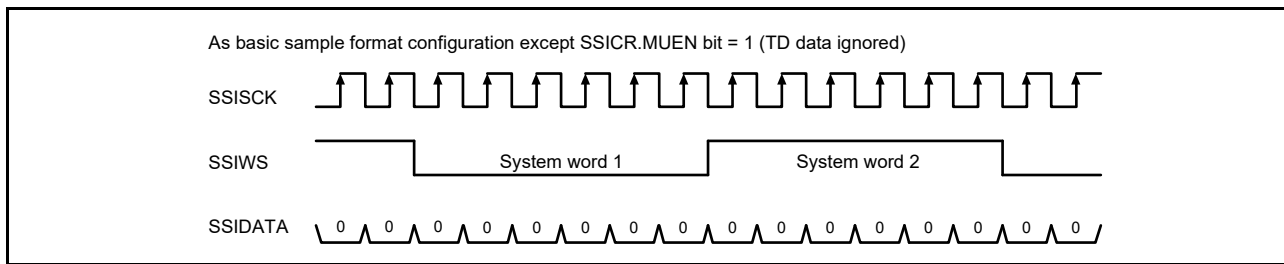 As basic sample format configuration except SSICR.MUEN bit = 1 (TD data ignored)
SSISCK
SSIWS System word 1 System word 2
SSIDATA 0 0 0 0 0 0 0 0 0 0 0 0 0 0 0 0